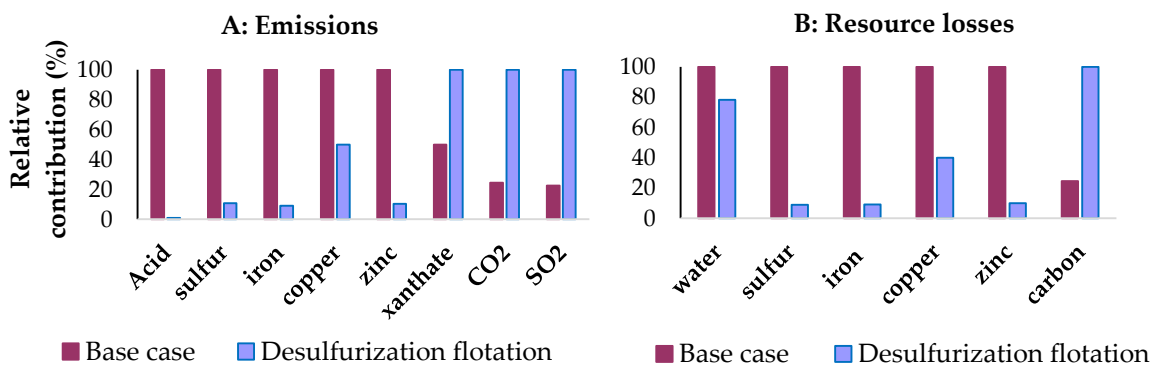 A: Emissions
Relative
contribution (%)
100
80
60
40
20
0
Acid
sulfur
iron
copper
zinc
xanthate
CO2
SO2
Base case
Desulfurization flotation
B: Resource losses
100
80
60
40
20
0
water
sulfur
iron
copper
zinc
carbon
Base case
Desulfurization flotation